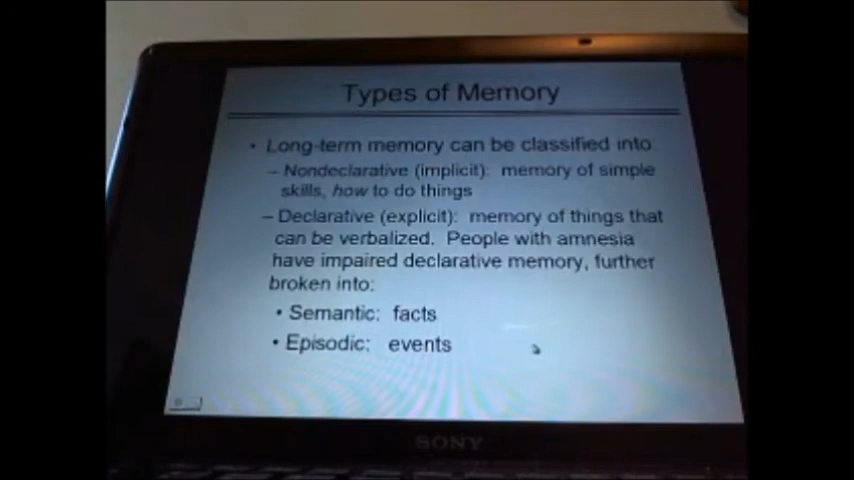 Types of Memory
• Long-term memory can be classified into:
– Nondeclarative (implicit): memory of simple
skills, how to do things
– Declarative (explicit): memory of things that
can be verbalized. People with amnesia
have impaired declarative memory, further
broken into:
• Semantic: facts
• Episodic: events
SONY